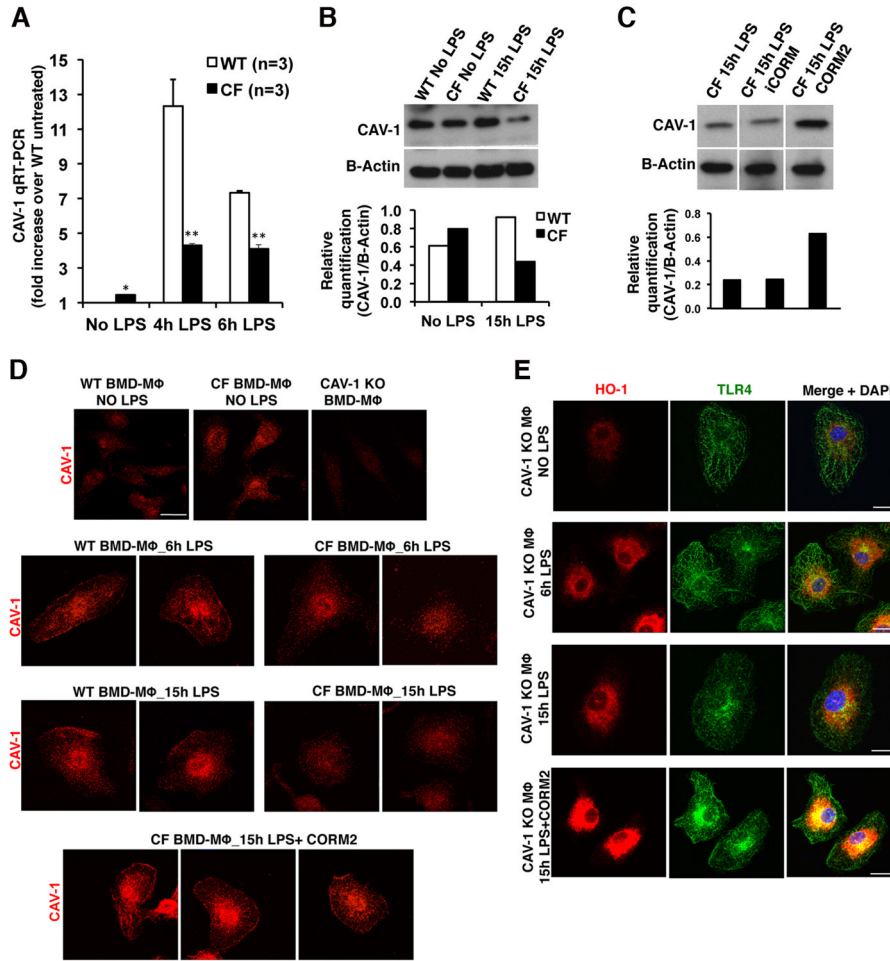 A
CAV-1 qRT-PCR
(fold increase over WT untreated)
15
13
11
9
7
5
3
1
WT (n=3)
CF (n=3)
*
**
**
No LPS 4h LPS 6h LPS
B
WT No LPS
CF No LPS
WT 15h LPS
CF 15h LPS
CAV-1
B-Actin
Relative
quantification
(CAV-1/B-Actin)
1.0
0.8
0.6
0.4
0.2
0.0
WT
CF
No LPS 15h LPS
C
CF 15h LPS
CF 15h LPS
iCORM
CF 15h LPS
CORM2
CAV-1
B-Actin
Relative
quantification
(CAV-1/B-Actin)
0.8
0.6
0.4
0.2
0.0
D
WT BMD-MΦ
NO LPS
CF BMD-MΦ
NO LPS
CAV-1 KO
BMD-MΦ
CAV-1
WT BMD-MΦ_6h LPS
CF BMD-MΦ_6h LPS
CAV-1
WT BMD-MΦ_15h LPS
CF BMD-MΦ_15h LPS
CAV-1
CF BMD-MΦ_15h LPS+ CORM2
CAV-1
E
HO-1
TLR4
Merge + DAPI
CAV-1 KO MΦ
NO LPS
CAV-1 KO MΦ
6h LPS
CAV-1 KO MΦ
15h LPS
CAV-1 KO MΦ
15h LPS+CORM2